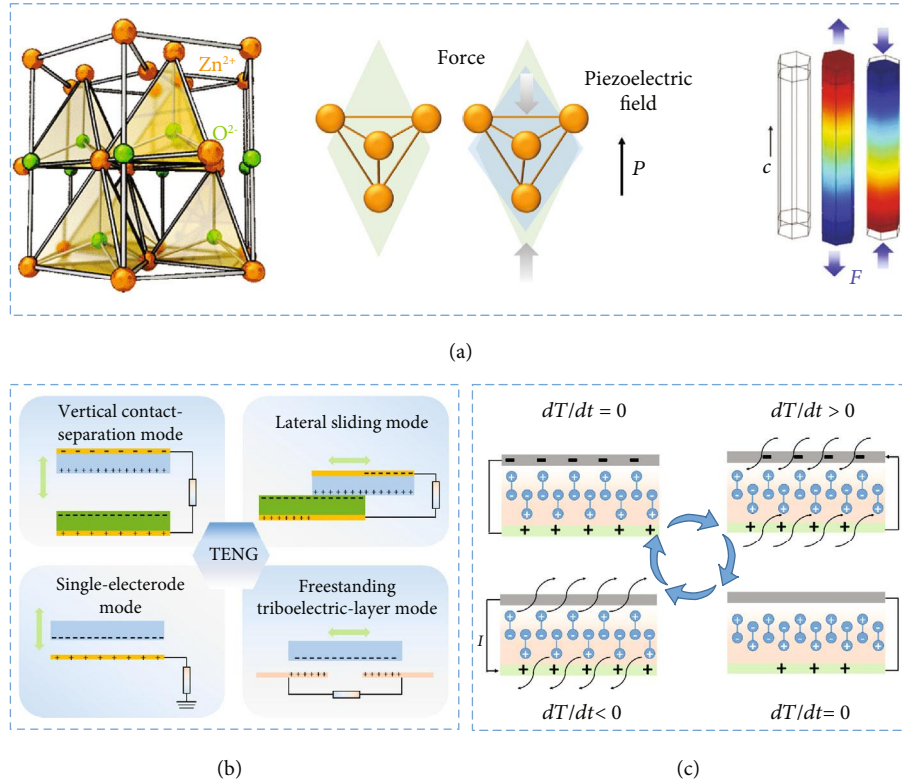 Zn²⁺
O²⁻
Force
Piezoelectric
field
P
c
F
(a)
Vertical contact-
separation mode
Lateral sliding mode
TENG
Single-electerode
mode
Freestanding
triboelectric-layer mode
(b)
dT/dt = 0
dT/dt > 0
I
dT/dt< 0
dT/dt= 0
(c)